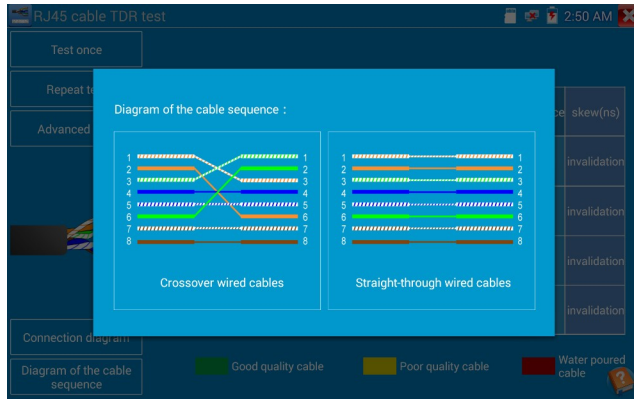 RJ45 cable TDR test
2:50 AM
Test once
Repeat te
Advanced
ce
skew(ns)
invalidation
invalidation
invalidation
invalidation
Diagram of the cable sequence :
1 1
2 2
3 3
4 4
5 5
6 6
7 7
8 8
Crossover wired cables
1 1
2 2
3 3
4 4
5 5
6 6
7 7
8 8
Straight-through wired cables
Connection diagram
Diagram of the cable
sequence
Good quality cable
Poor quality cable
Water poured
cable
?